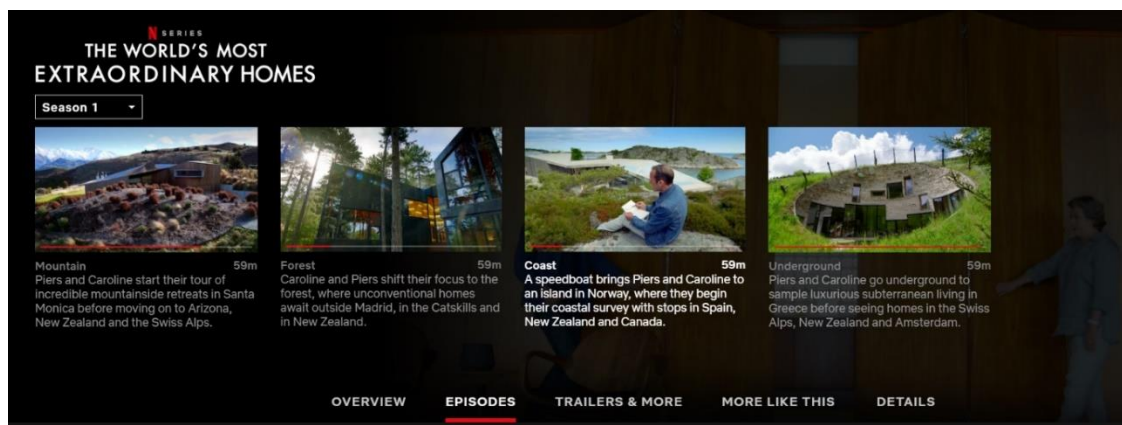 N SERIES
THE WORLD'S MOST
EXTRAORDINARY HOMES
Season 1
Mountain 59m
Piers and Caroline start their tour of
incredible mountainside retreats in Santa
Monica before moving on to Arizona,
New Zealand and the Swiss Alps.
Forest 59m
Caroline and Piers shift their focus to the
forest, where unconventional homes
await outside Madrid, in the Catskills and
in New Zealand.
Coast 59m
A speedboat brings Piers and Caroline to
an island in Norway, where they begin
their coastal survey with stops in Spain,
New Zealand and Canada.
Underground 59m
Piers and Caroline go underground to
sample luxurious subterranean living in
Greece before seeing homes in the Swiss
Alps, New Zealand and Amsterdam.
OVERVIEW EPISODES TRAILERS & MORE MORE LIKE THIS DETAILS